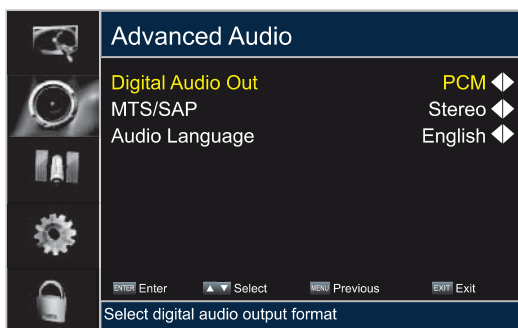 Advanced Audio
Digital Audio Out PCM
MTS/SAP Stereo
Audio Language English
ENTER Enter ▲ ▼ Select MENU Previous EXIT Exit
Select digital audio output format